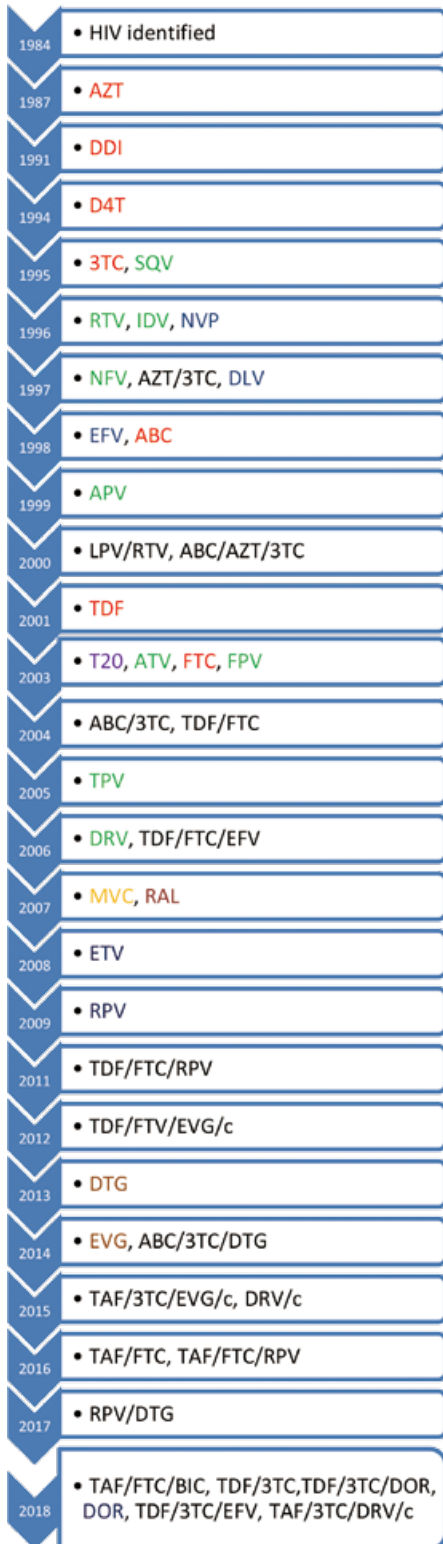 1984
• HIV identified
1987
• AZT
1991
• DDI
1994
• D4T
1995
• 3TC, SQV
1996
• RTV, IDV, NVP
1997
• NFV, AZT/3TC, DLV
1998
• EFV, ABC
1999
• APV
2000
• LPV/RTV, ABC/AZT/3TC
2001
• TDF
2003
• T20, ATV, FTC, FPV
2004
• ABC/3TC, TDF/FTC
2005
• TPV
2006
• DRV, TDF/FTC/EFV
2007
• MVC, RAL
2008
• ETV
2009
• RPV
2011
• TDF/FTC/RPV
2012
• TDF/FTV/EVG/c
2013
• DTG
2014
• EVG, ABC/3TC/DTG
2015
• TAF/3TC/EVG/c, DRV/c
2016
• TAF/FTC, TAF/FTC/RPV
2017
• RPV/DTG
2018
• TAF/FTC/BIC, TDF/3TC,TDF/3TC/DOR,
DOR, TDF/3TC/EFV, TAF/3TC/DRV/c